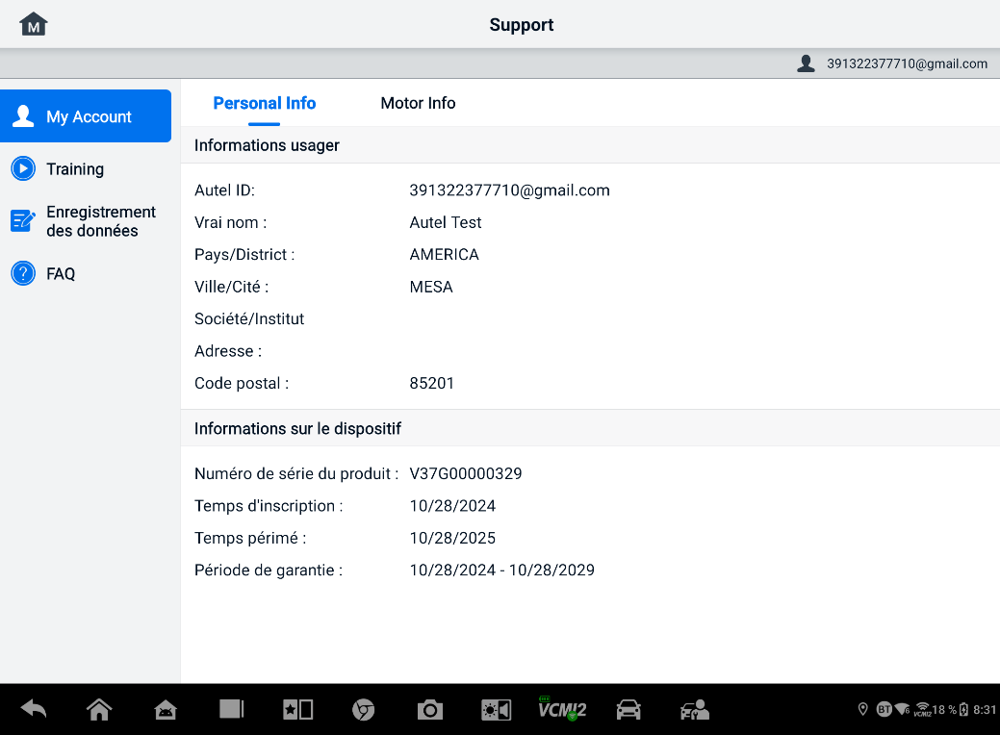 M
Support
391322377710@gmail.com
My Account
Training
Enregistrement
des données
FAQ
Personal Info
Motor Info
Informations usager
Autel ID: 391322377710@gmail.com
Vrai nom : Autel Test
Pays/District : AMERICA
Ville/Cité : MESA
Société/Institut
Adresse :
Code postal : 85201
Informations sur le dispositif
Numéro de série du produit : V37G00000329
Temps d'inscription : 10/28/2024
Temps périmé : 10/28/2025
Période de garantie : 10/28/2024 - 10/28/2029
VCMI2
BT 6 VCMI2 18 % 8:31